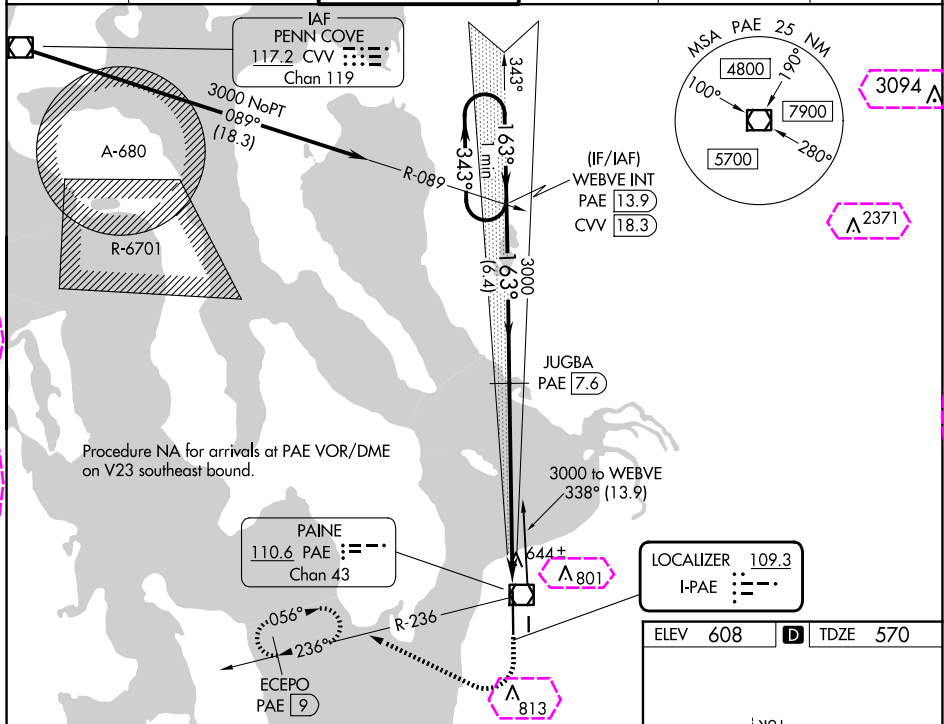 IAF
PENN COVE
117.2 CVV
Chan 119
3000 NoPT
089°
(18.3)
R-089
A-680
R-6701
343°
163°
343°
1 min
(IF/IAF)
WEBVE INT
PAE 13.9
CVV 18.3
163°
3000
(6.4)
MSA PAE 25 NM
4800
190°
100°
7900
5700
280°
3094
2371
JUGBA
PAE 7.6
Procedure NA for arrivals at PAE VOR/DME
on V23 southeast bound.
3000 to WEBVE
338° (13.9)
PAINE
110.6 PAE
Chan 43
644±
801
LOCALIZER 109.3
I-PAE
R-236
056°
236°
ECEPO
PAE 9
813
ELEV 608 D TDZE 570